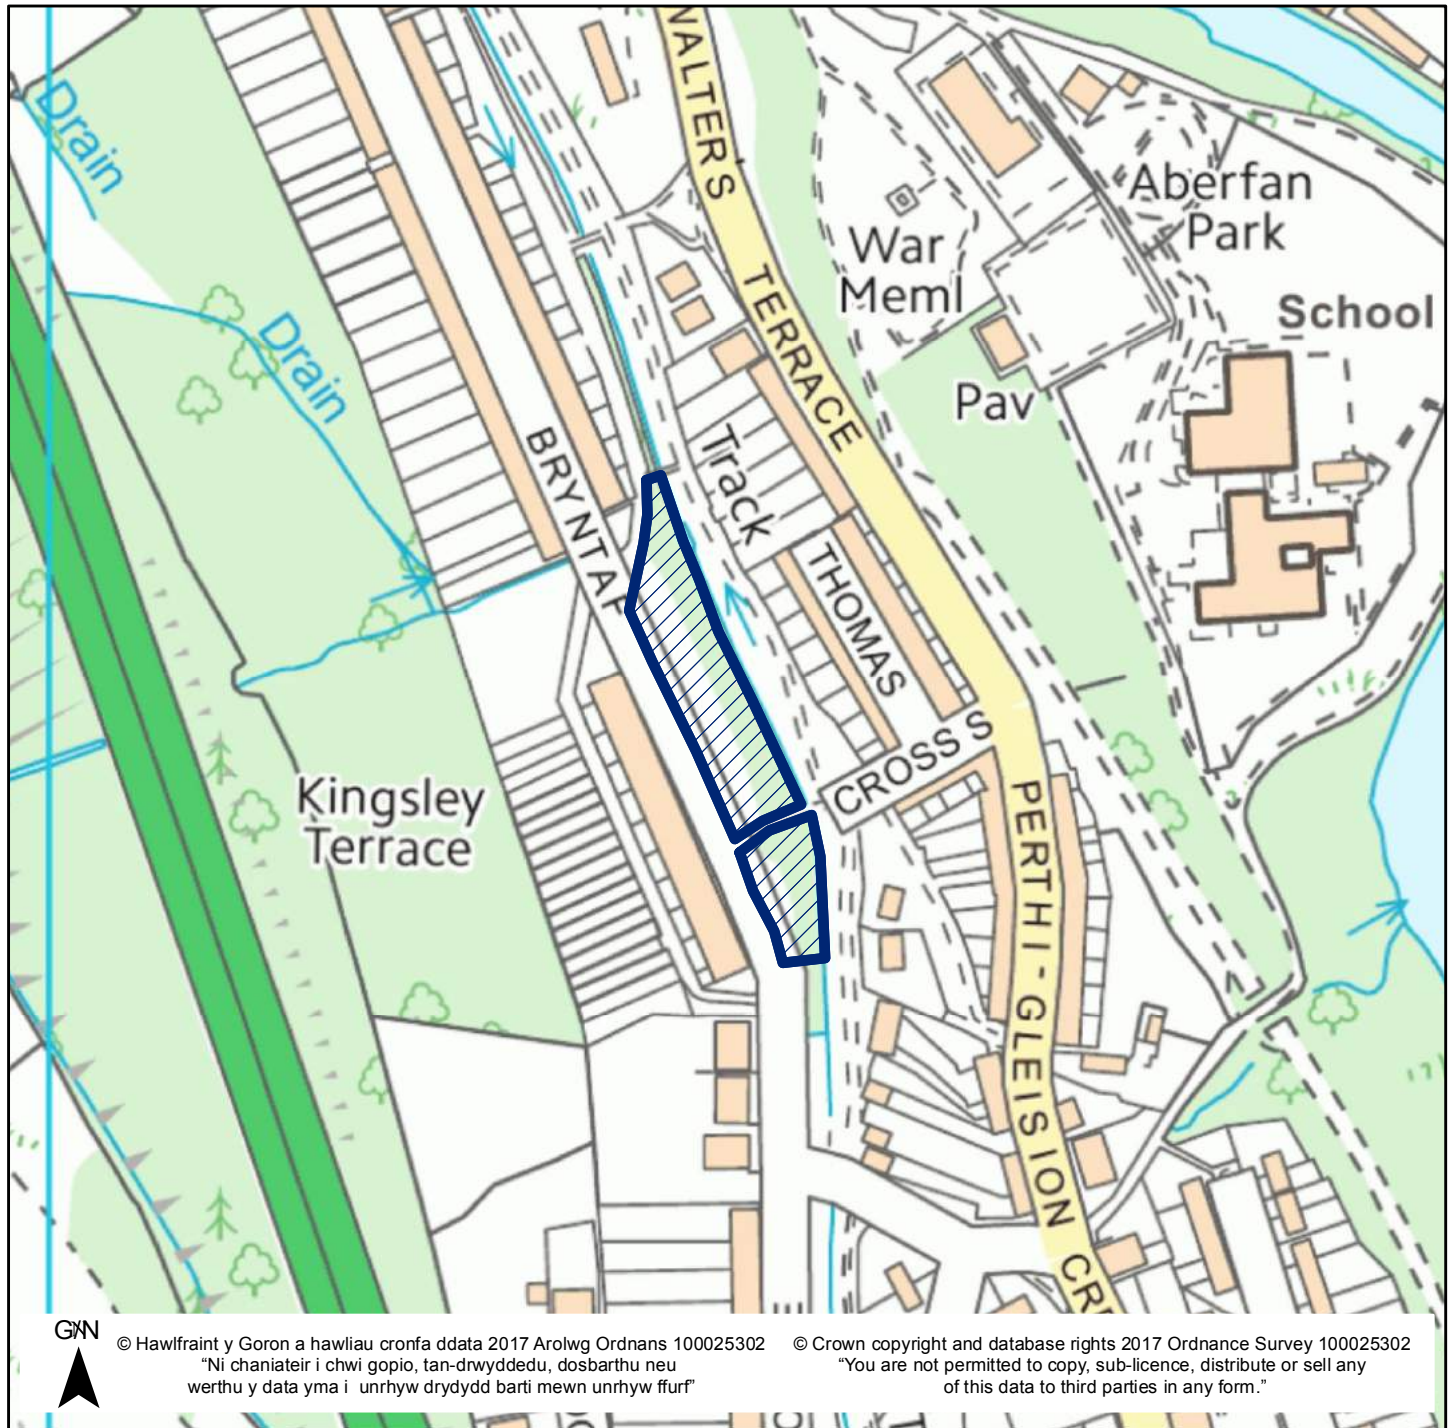 Drain
WALTER'S
TERRACE
Aberfan
Park
War
Meml
School
Drain
Pav
Track
BRYNTAF
THOMAS
CROSS S
Kingsley
Terrace
PERTHI-GLEISION
G/N
© Hawlfraint y Goron a hawliau cronfa ddata 2017 Arolwg Ordnans 100025302
“Ni chaniateir i chwi gopio, tan-drwyddedu, dosbarthu neu
werthu y data yma i unrhyw drydydd barti mewn unrhyw ffurf”
© Crown copyright and database rights 2017 Ordnance Survey 100025302
“You are not permitted to copy, sub-licence, distribute or sell any
of this data to third parties in any form.”